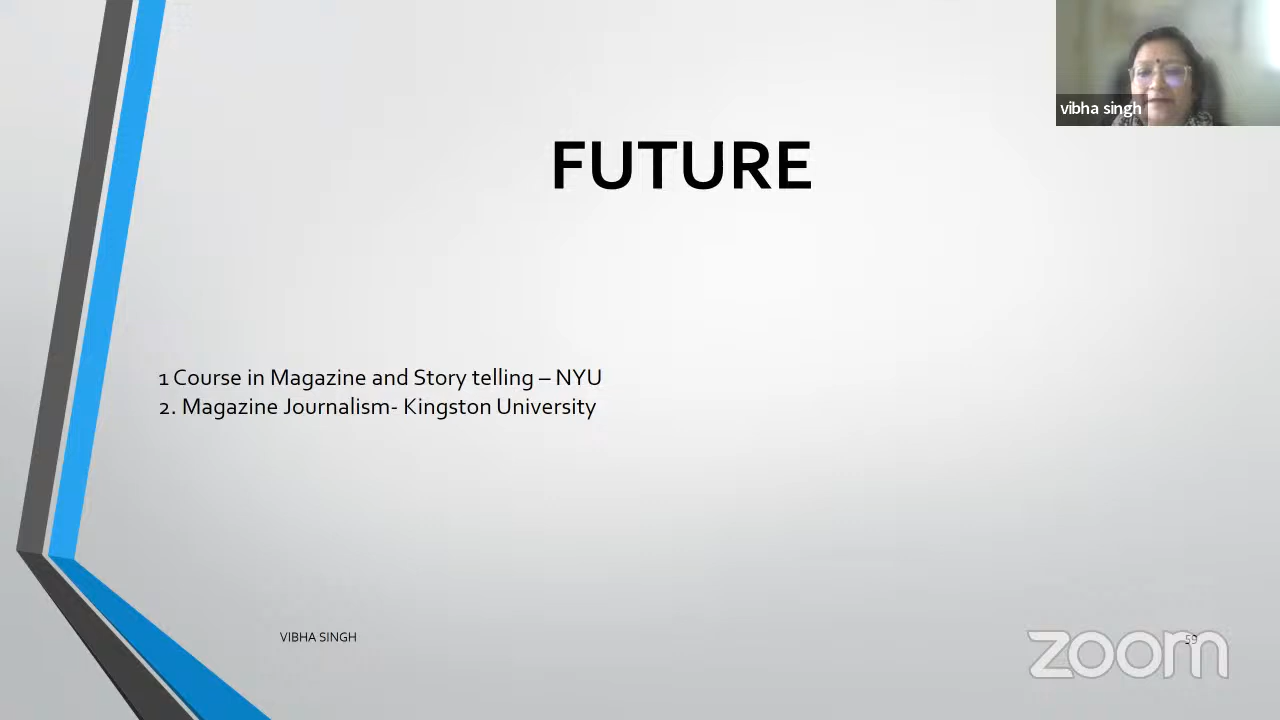 vibha singh
FUTURE
1 Course in Magazine and Story telling – NYU
2. Magazine Journalism- Kingston University
VIBHA SINGH
59
zoom